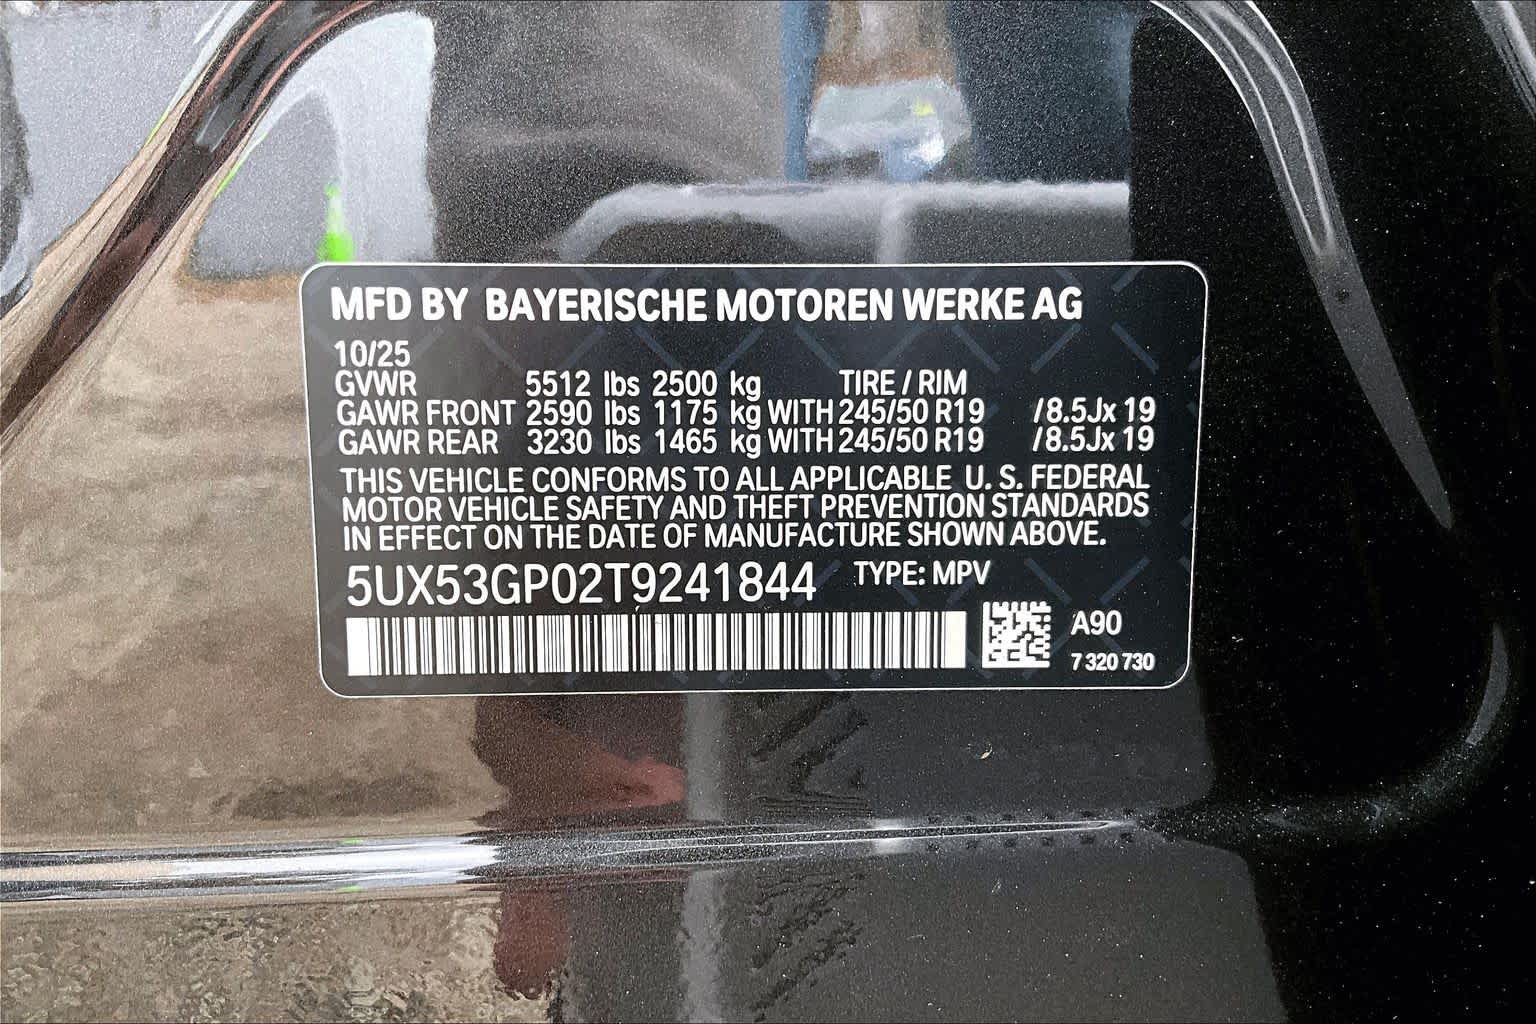 MFD BY BAYERISCHE MOTOREN WERKE AG
10/25
GVWR 5512 lbs 2500 kg TIRE / RIM
GAWR FRONT 2590 lbs 1175 kg WITH 245/50 R19 /8.5Jx 19
GAWR REAR 3230 lbs 1465 kg WITH 245/50 R19 /8.5Jx 19
THIS VEHICLE CONFORMS TO ALL APPLICABLE U. S. FEDERAL
MOTOR VEHICLE SAFETY AND THEFT PREVENTION STANDARDS
IN EFFECT ON THE DATE OF MANUFACTURE SHOWN ABOVE.
5UX53GP02T9241844 TYPE: MPV
A90
7 320 730